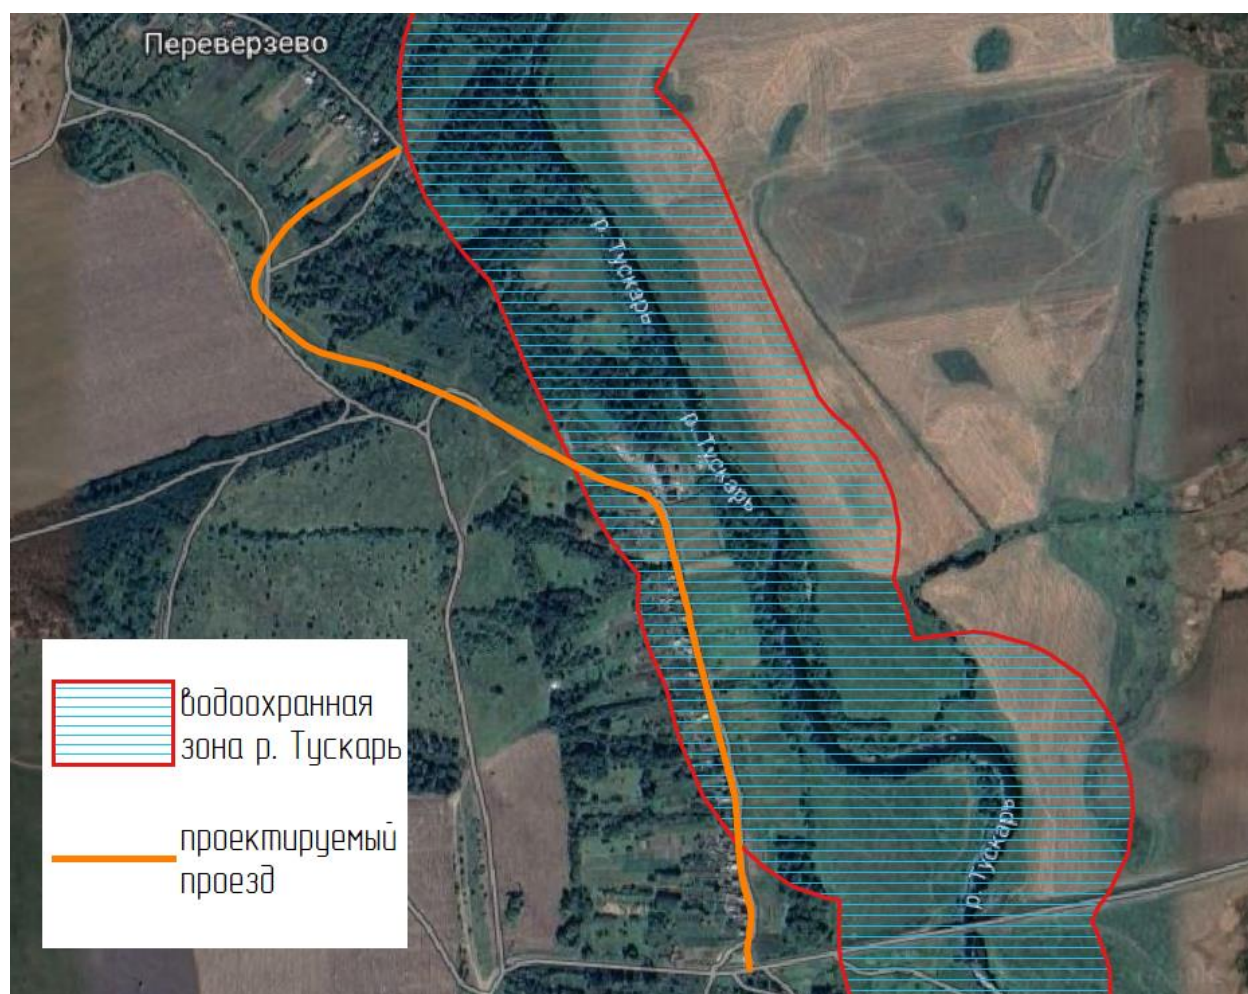 Переверзево
р. Тускарь
р. Тускарь
р. Тускарь
водоохранная
зона р. Тускарь
проектируемый
проезд